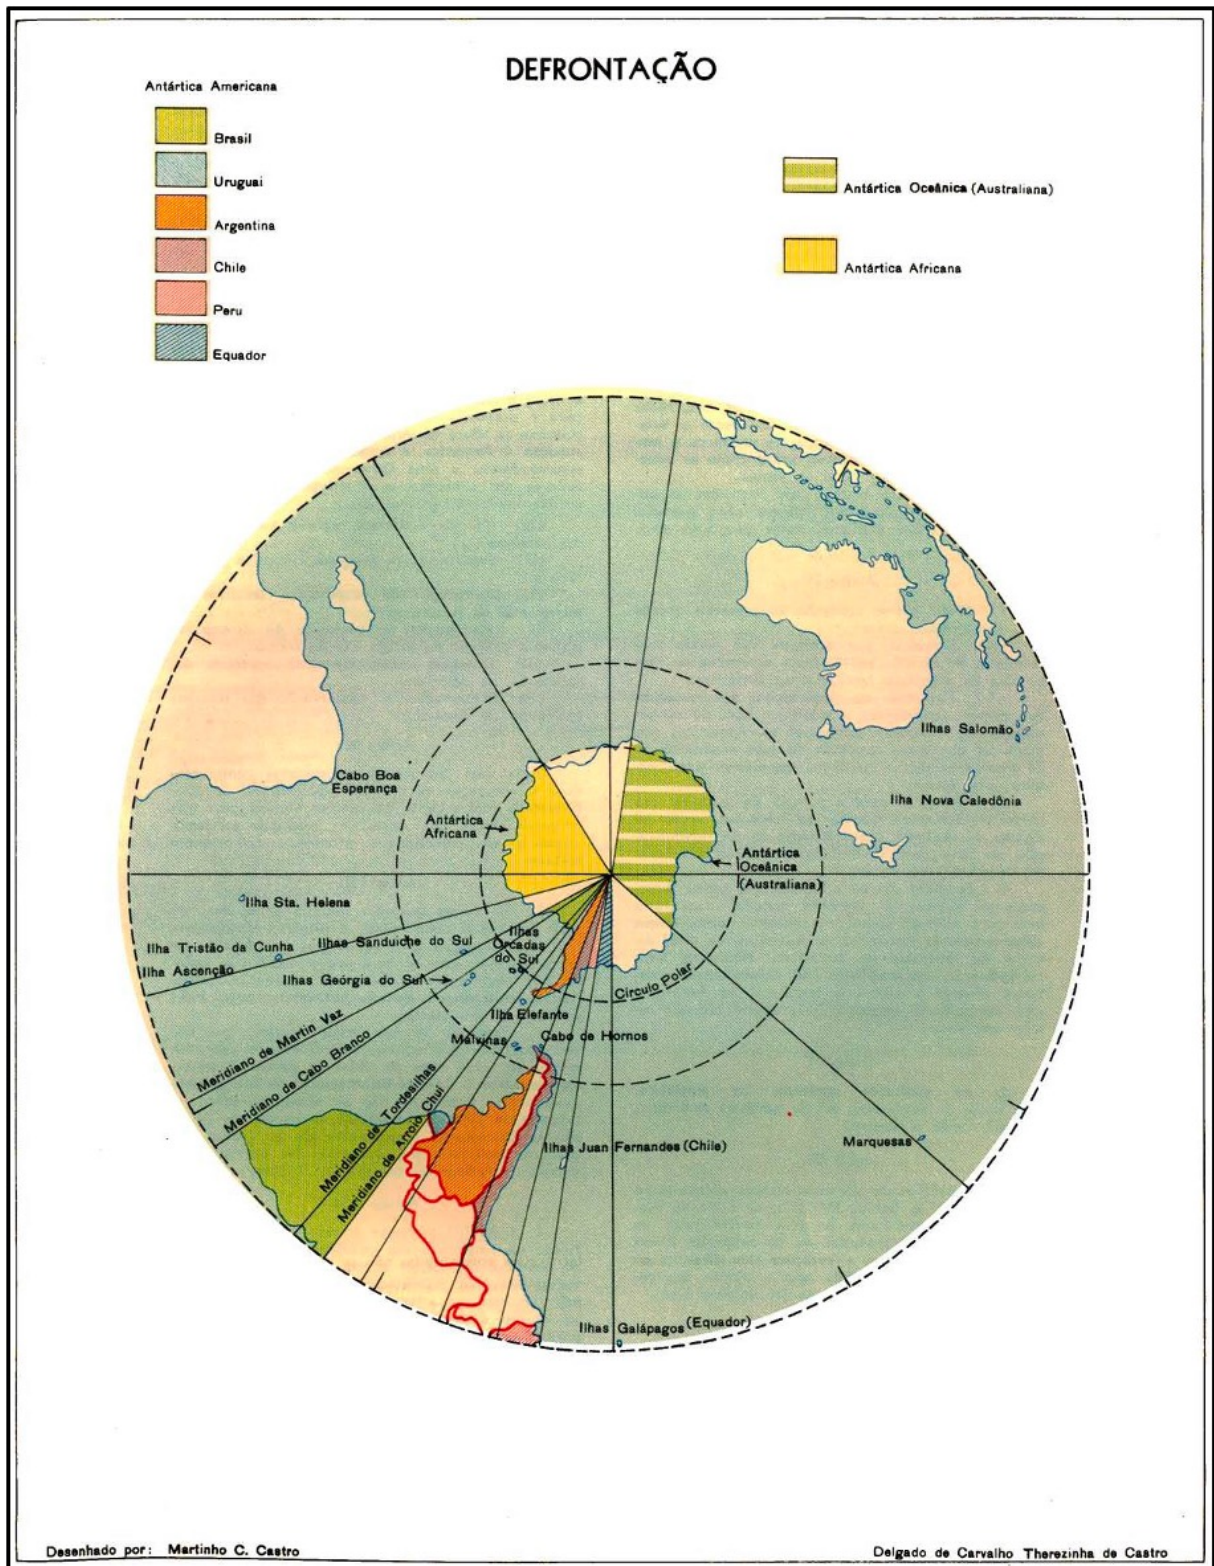 DEFRONTAÇÃO
Antártica Americana
Brasil
Uruguai
Argentina
Chile
Peru
Equador
Antártica Oceânica (Australiana)
Antártica Africana
Ilhas Salomão
Cabo Boa
Esperança
Ilha Nova Caledônia
Antártica
Africana
Antártica
Oceânica
(Australiana)
Ilha Sta. Helena
Ilha Tristão da Cunha
Ilhas Sanduiche do Sul
Ilhas
Orcadas
do Sul
Ilha Ascenção
Ilhas Geórgia do Sul
Círculo Polar
Ilha Elefante
Meridiano de Martin Vaz
Malvinas
Cabo de Hornos
Meridiano de Cabo Branco
Meridiano de Tordesilhas
Meridiano de Arroio Chui
Ilhas Juan Fernandes (Chile)
Marquesas
Ilhas Galápagos (Equador)
Desenhado por: Martinho C. Castro
Delgado de Carvalho Therezinha de Castro